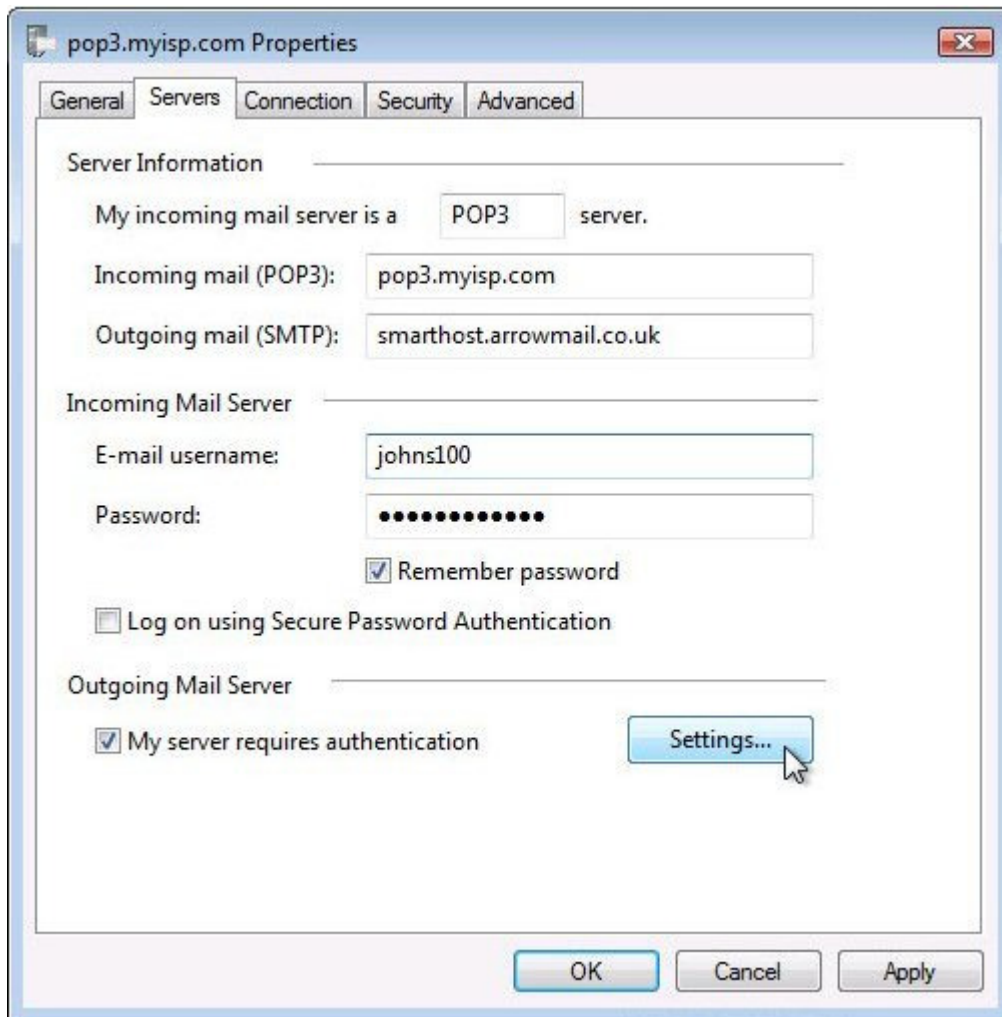 pop3.myisp.com Properties
General Servers Connection Security Advanced
Server Information
My incoming mail server is a POP3 server.
Incoming mail (POP3): pop3.myisp.com
Outgoing mail (SMTP): smarthost.arrowmail.co.uk
Incoming Mail Server
E-mail username: johns100
Password: ●●●●●●●●●●●●
Remember password
Log on using Secure Password Authentication
Outgoing Mail Server
My server requires authentication Settings...
OK Cancel Apply